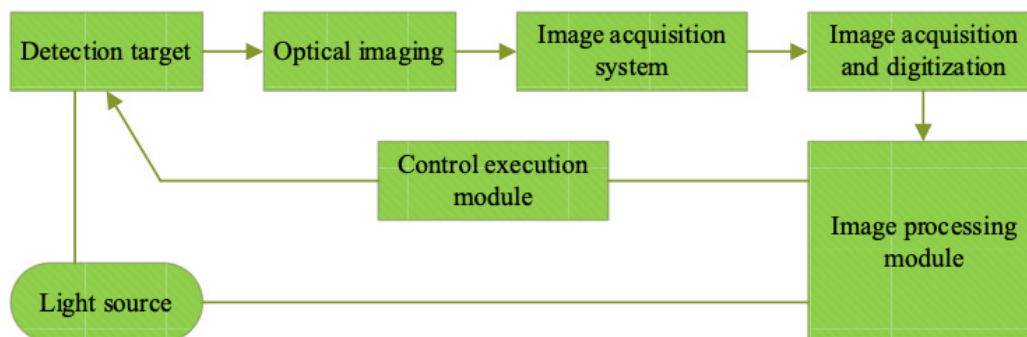 Detection target
Optical imaging
Image acquisition
system
Image acquisition
and digitization
Control execution
module
Image processing
module
Light source